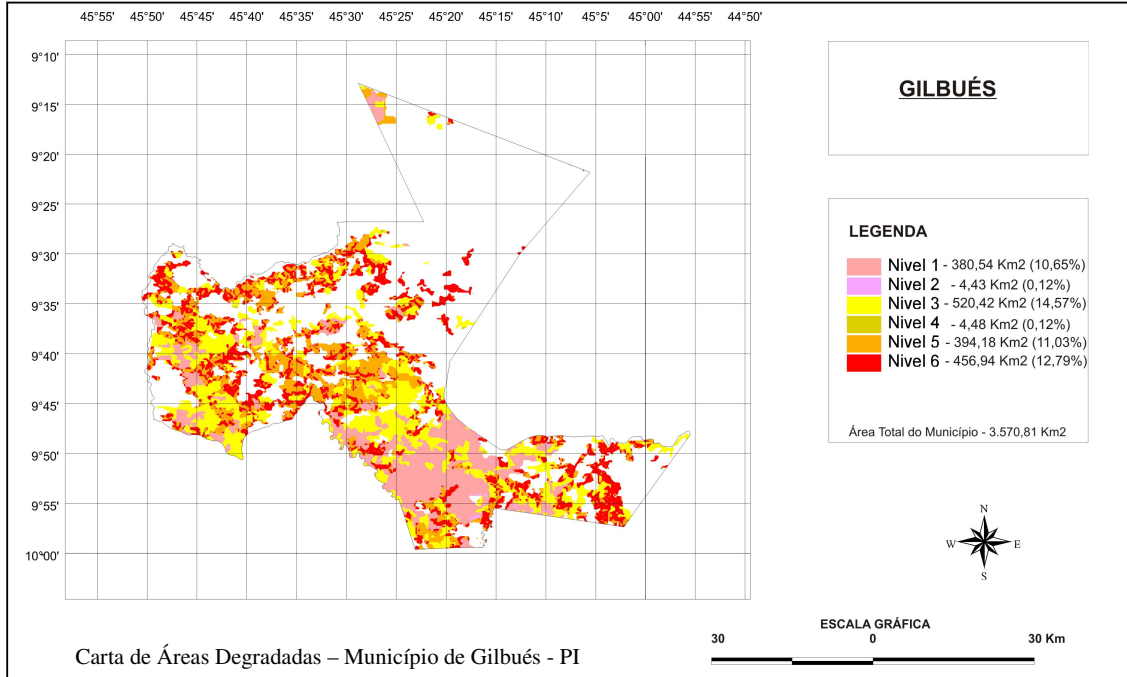 45°55' 45°50' 45°45' 45°40' 45°35' 45°30' 45°25' 45°20' 45°15' 45°10' 45°5' 45°00' 44°55' 44°50'
9°10'
9°15'
9°20'
9°25'
9°30'
9°35'
9°40'
9°45'
9°50'
9°55'
10°00'
GILBUÉS
LEGENDA
Nivel 1 - 380,54 Km2 (10,65%)
Nivel 2 - 4,43 Km2 (0,12%)
Nivel 3 - 520,42 Km2 (14,57%)
Nivel 4 - 4,48 Km2 (0,12%)
Nivel 5 - 394,18 Km2 (11,03%)
Nivel 6 - 456,94 Km2 (12,79%)
Área Total do Município - 3.570,81 Km2
N
W E
S
ESCALA GRÁFICA
30 0 30 Km
Carta de Áreas Degradadas – Município de Gilbués - PI